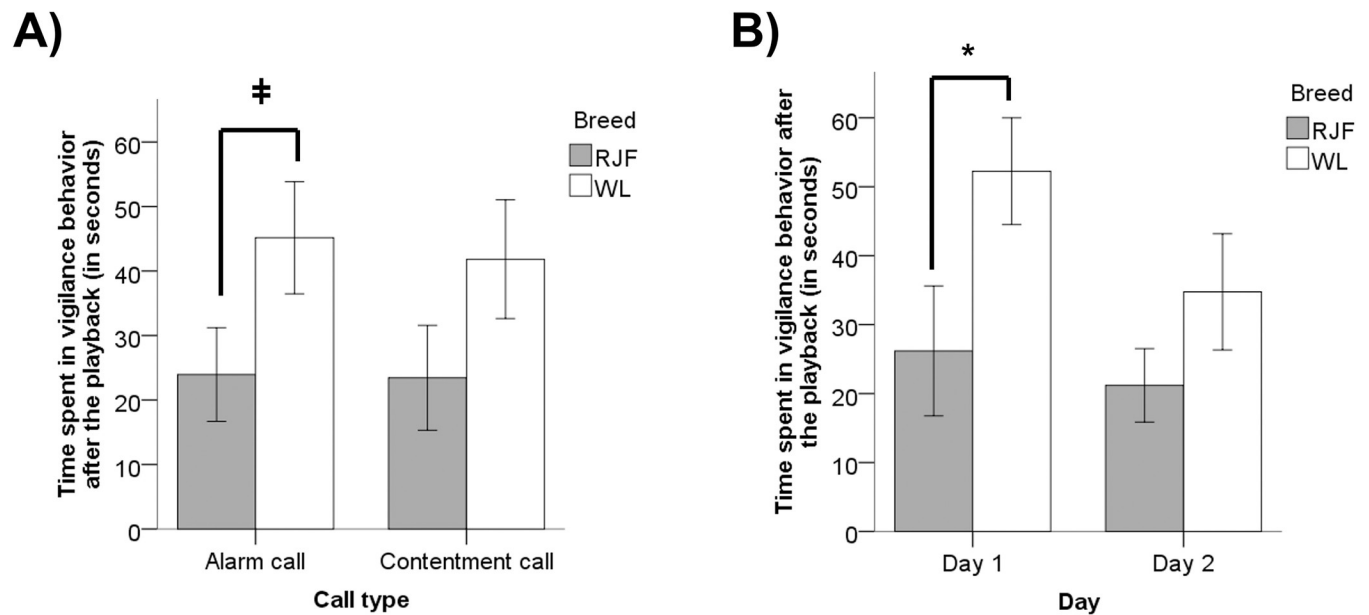 A)
Time spent in vigilance behavior
after the playback (in seconds)
60
50
40
30
20
10
0
ǂ
Breed
RJF
WL
Alarm call
Contentment call
Call type
B)
Time spent in vigilance behavior after
the playback (in seconds)
60
50
40
30
20
10
0
*
Breed
RJF
WL
Day 1
Day 2
Day